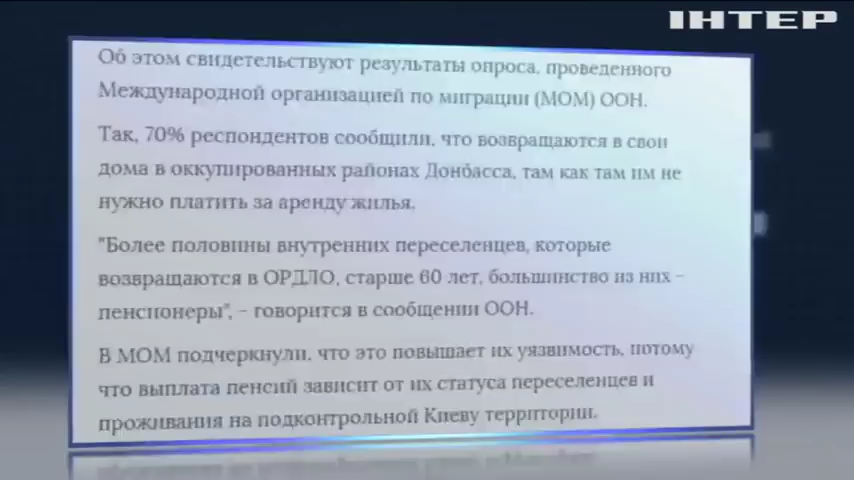 ІНТЕР
Об этом свидетельствуют результаты опроса, проведенного
Международной организацией по миграции (МОМ) ООН.
Так, 70% респондентов сообщили, что возвращаются в свои
дома в оккупированных районах Донбасса, там как там им не
нужно платить за аренду жилья.
"Более половины внутренних переселенцев, которые
возвращаются в ОРДЛО, старше 60 лет, большинство из них –
пенсионеры", – говорится в сообщении ООН.
В МОМ подчеркнули, что это повышает их уязвимость, потому
что выплата пенсий зависит от их статуса переселенцев и
проживания на подконтрольной Киеву территории.